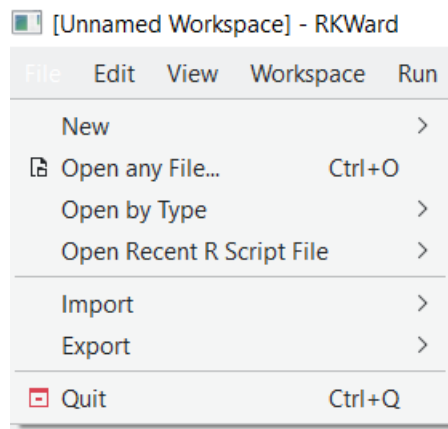 [Unnamed Workspace] - RKWard
File Edit View Workspace Run
New
Open any File... Ctrl+O
Open by Type
Open Recent R Script File
Import
Export
Quit Ctrl+Q